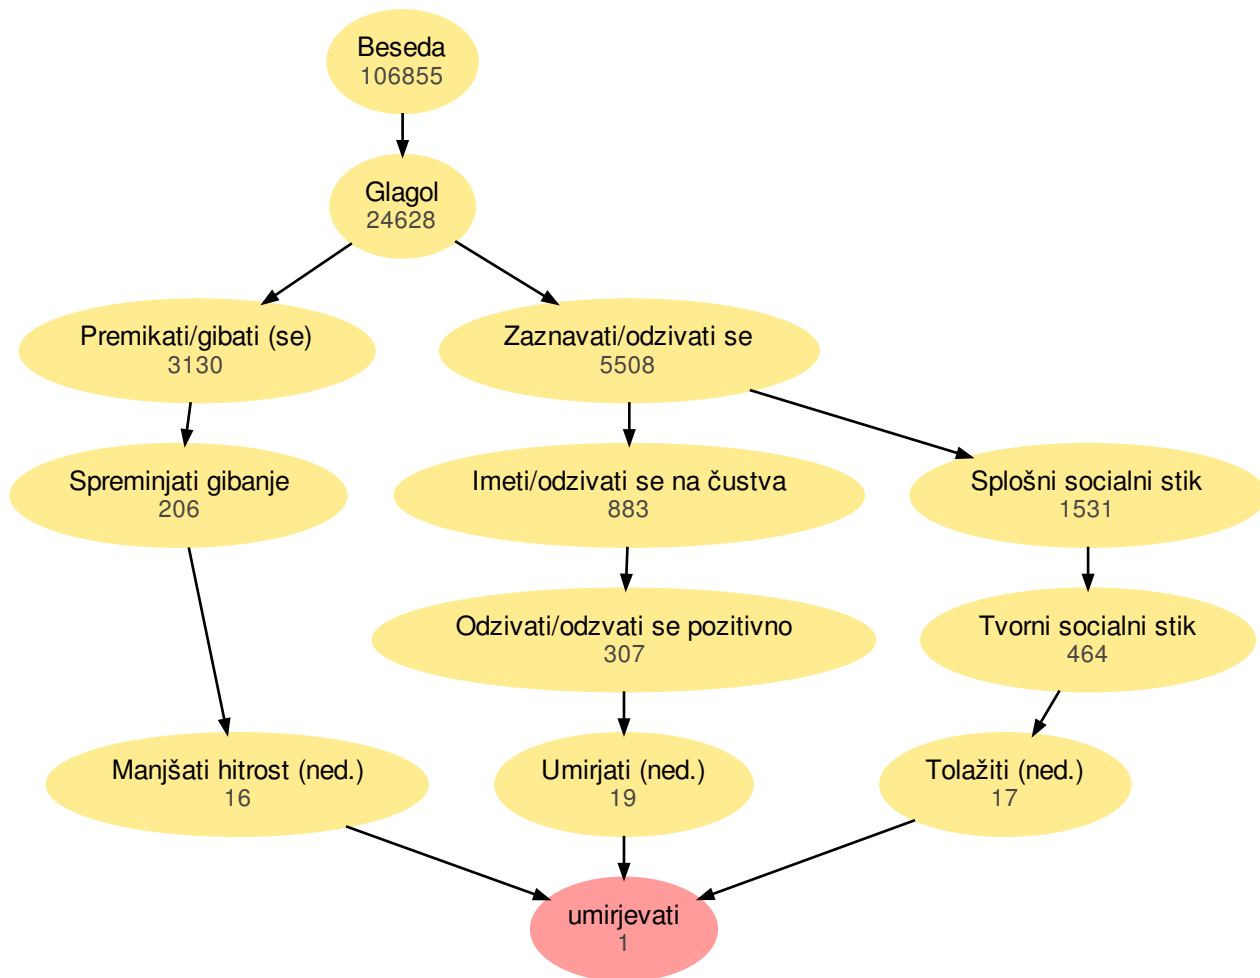 Beseda
106855
Glagol
24628
Premikati/gibati (se)
3130
Zaznavati/odzivati se
5508
Spreminjati gibanje
206
Imeti/odzivati se na čustva
883
Splošni socialni stik
1531
Odzivati/odzvati se pozitivno
307
Tvorni socialni stik
464
Manjšati hitrost (ned.)
16
Umirjati (ned.)
19
Tolažiti (ned.)
17
umirjevati
1